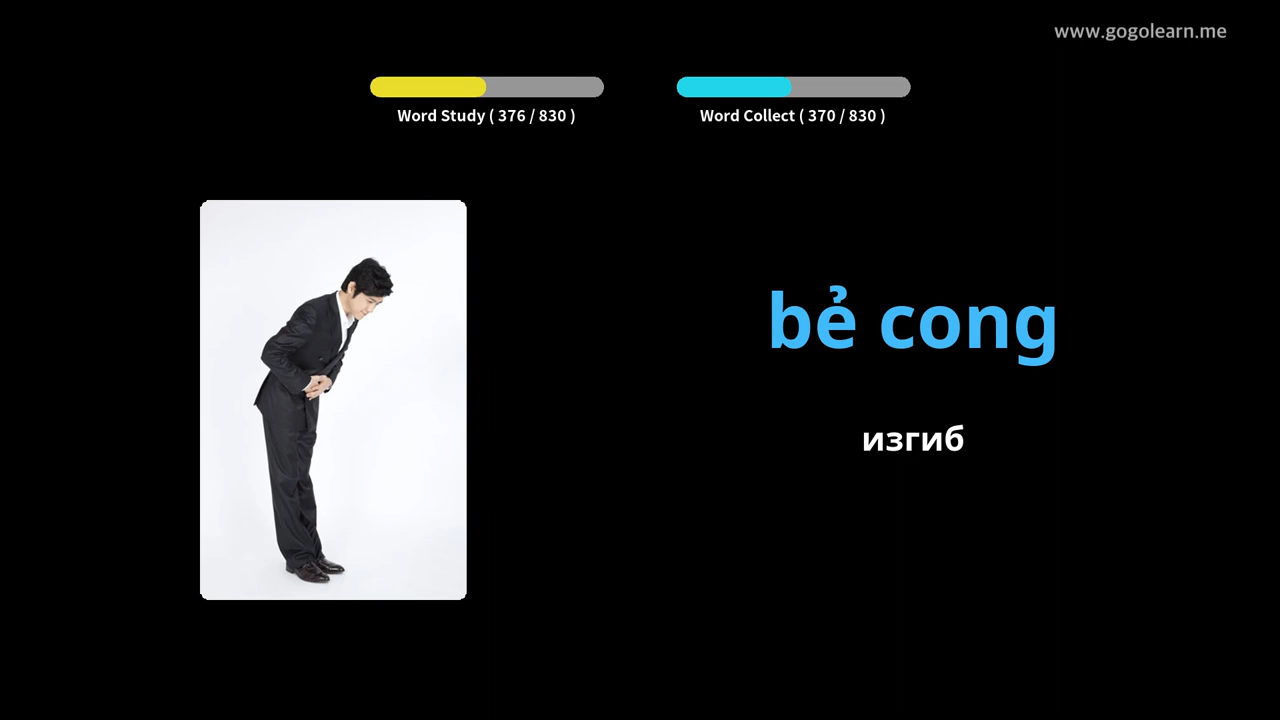 www.gogolearn.me
Word Study ( 376 / 830 )
Word Collect ( 370 / 830 )
bẻ cong
изгиб